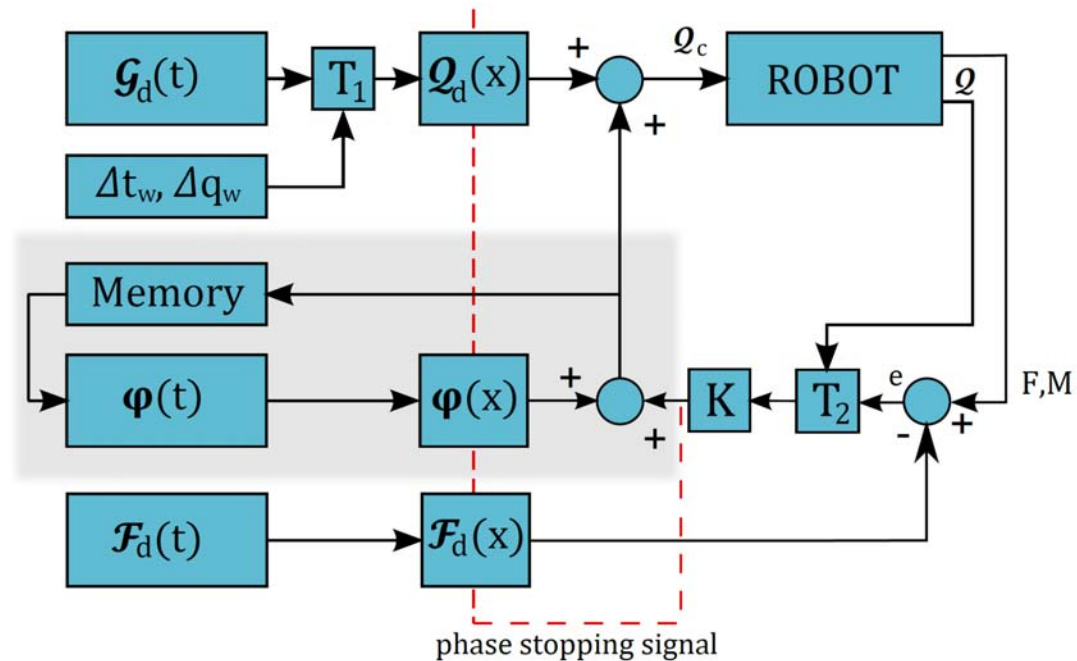 𝓖d(t)
T1
𝓠d(x)
+
+
𝓠c
ROBOT
𝓠
Δtw, Δqw
Memory
φ(t)
φ(x)
+
+
K
T2
e
-
+
F,M
𝓕d(t)
𝓕d(x)
phase stopping signal